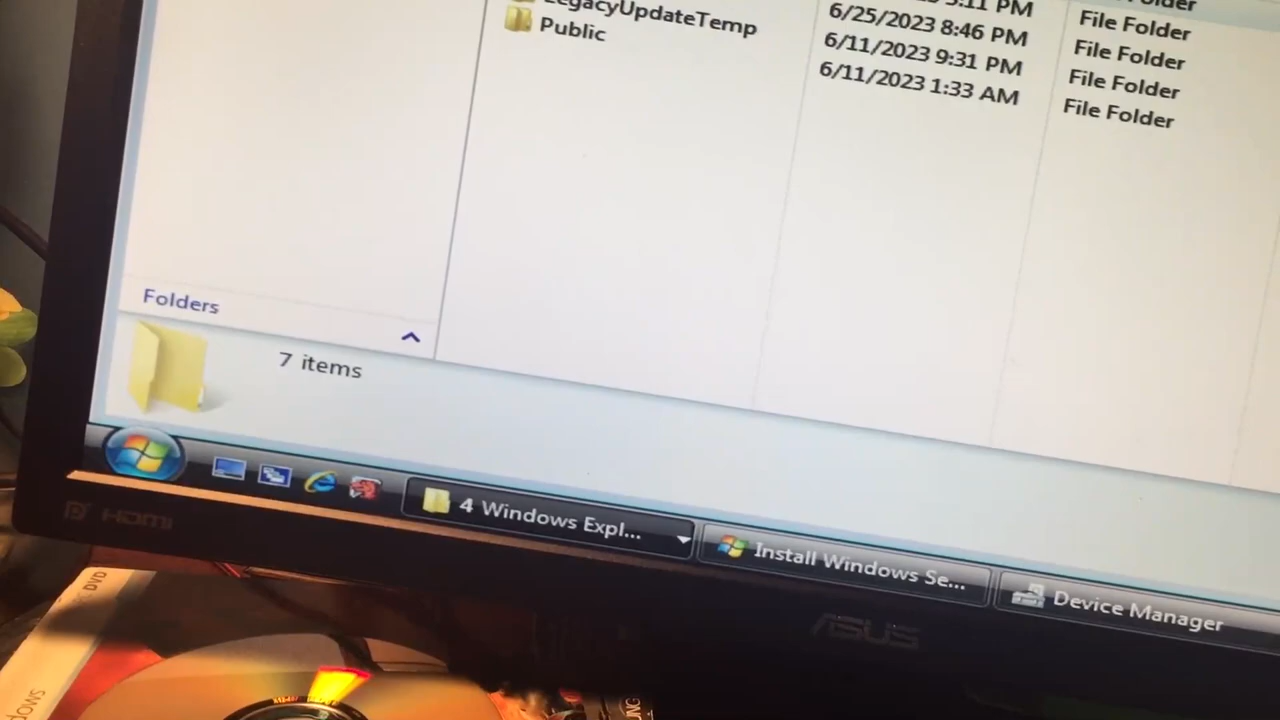 PM
File Folder
6/25/2023 8:46 PM
File Folder
LegacyUpdateTemp
6/11/2023 9:31 PM
File Folder
Public
6/11/2023 1:33 AM
File Folder
Folders
7 items
4 Windows Expl...
Install Windows Se...
Device Manager
HDMI
ASUS
DVD